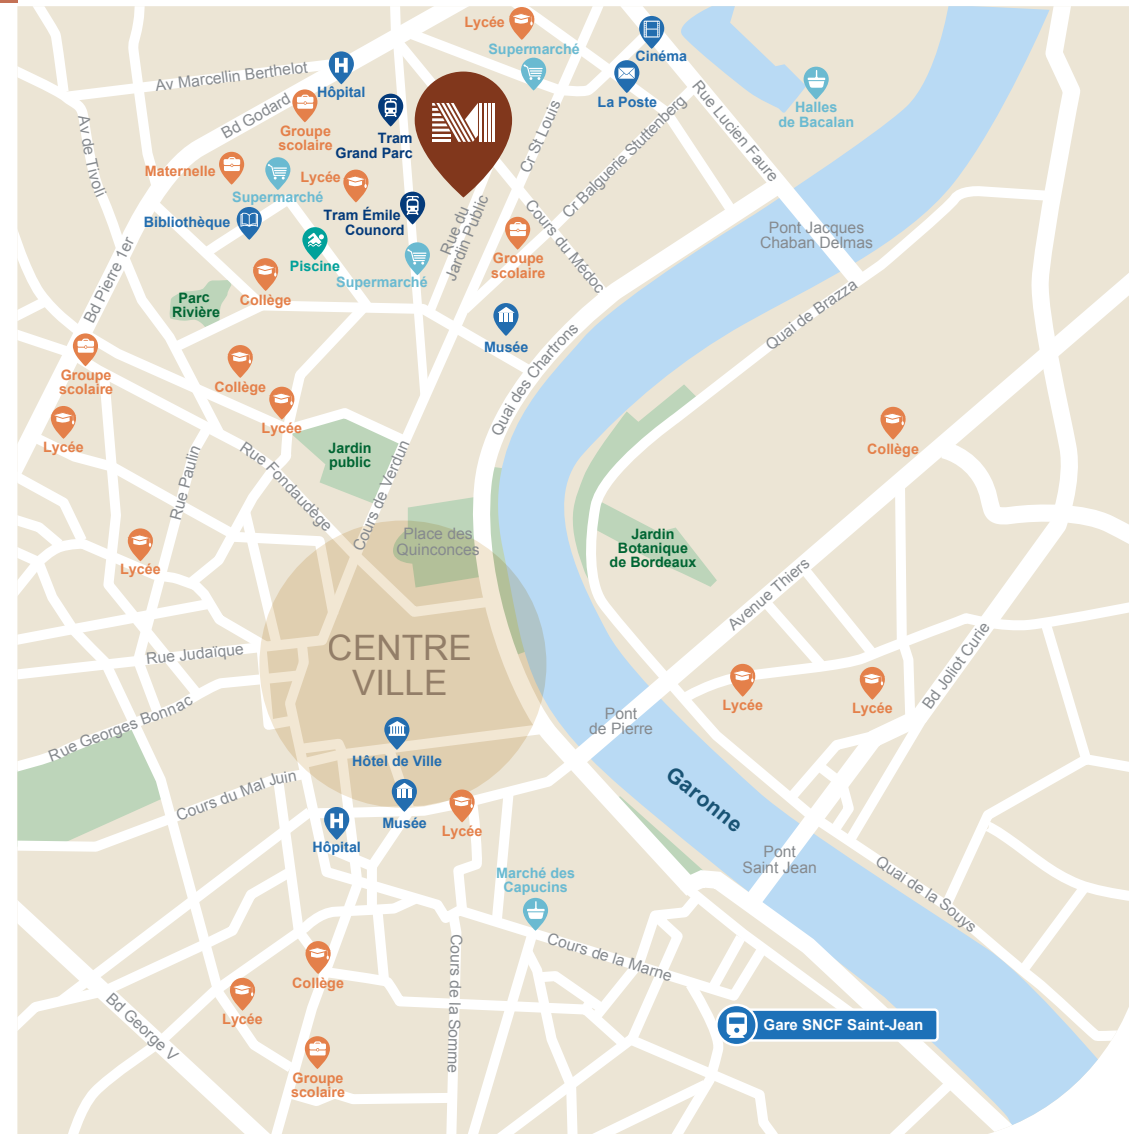 Lycée
Supermarché
Cinéma
La Poste
Halles
de Bacalan
Av Marcellin Berthelot
H
Hôpital
Bd Godard
Groupe
scolaire
Tram
Grand Parc
M
Cr St Louis
Cr Balguerie Stuttenberg
Rue Lucien Faure
Av de Tivoli
Maternelle
Supermarché
Lycée
Bibliothèque
Tram Émile
Counord
Piscine
Supermarché
Rue du
Jardin Public
Cours du Médoc
Groupe
scolaire
Pont Jacques
Chaban Delmas
Bd Pierre 1er
Parc
Rivière
Collège
Musée
Quai des Chartrons
Quai de Brazza
Groupe
scolaire
Collège
Lycée
Lycée
Jardin
public
Collège
Rue Paulin
Rue Fondaudège
Cours de Verdun
Place des
Quinconces
Jardin
Botanique
de Bordeaux
Lycée
Avenue Thiers
Rue Judaïque
CENTRE
VILLE
Bd Joliot Curie
Lycée
Lycée
Rue Georges Bonnac
Pont
de Pierre
Hôtel de Ville
Garonne
Cours du Mal Juin
Musée
Lycée
H
Hôpital
Pont
Saint Jean
Marché des
Capucins
Quai de la Souys
Cours de la Marne
Cours de la Somme
Collège
Lycée
Bd George V
Gare SNCF Saint-Jean
Groupe
scolaire